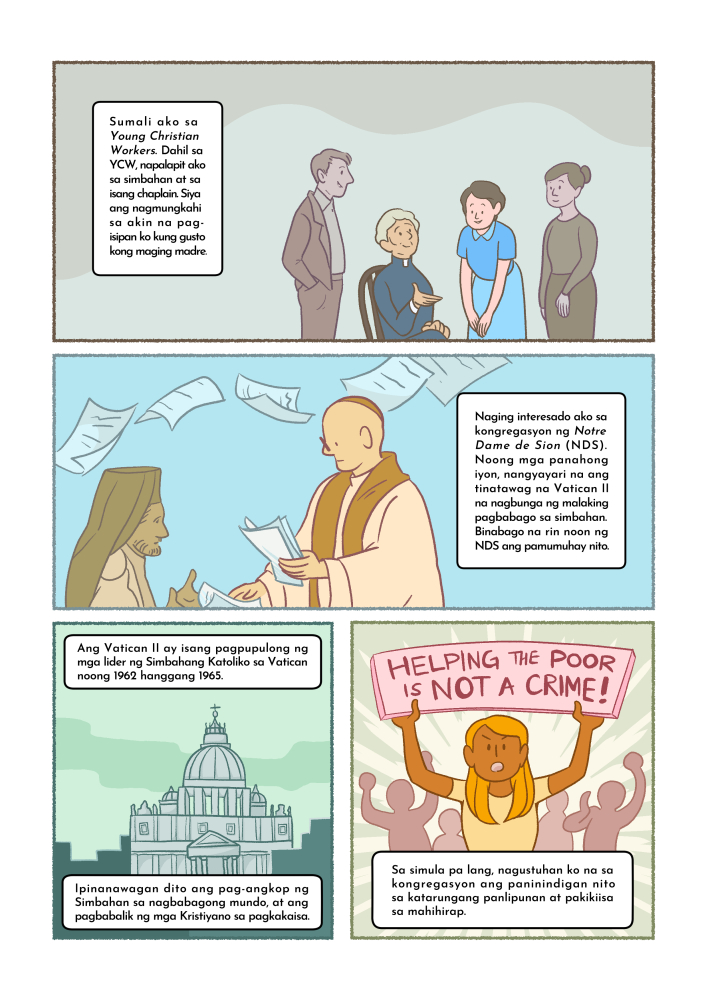 Sumali ako sa
Young Christian
Workers. Dahil sa
YCW, napalapit ako
sa simbahan at sa
isang chaplain. Siya
ang nagmungkahi
sa akin na pag-
isipan ko kung gusto
kong maging madre.
Naging interesado ako sa
kongregasyon ng Notre
Dame de Sion (NDS).
Noong mga panahong
iyon, nangyayari na ang
tinatawag na Vatican II
na nagbunga ng malaking
pagbabago sa simbahan.
Binabago na rin noon ng
NDS ang pamumuhay nito.
Ang Vatican II ay isang pagpupulong ng
mga lider ng Simbahang Katoliko sa Vatican
noong 1962 hanggang 1965.
Ipinanawagan dito ang pag-angkop ng
Simbahan sa nagbabagong mundo, at ang
pagbabalik ng mga Kristiyano sa pagkakaisa.
HELPING THE POOR
IS NOT A CRIME!
Sa simula pa lang, nagustuhan ko na sa
kongregasyon ang paninindigan nito
sa katarungang panlipunan at pakikiisa
sa mahihirap.